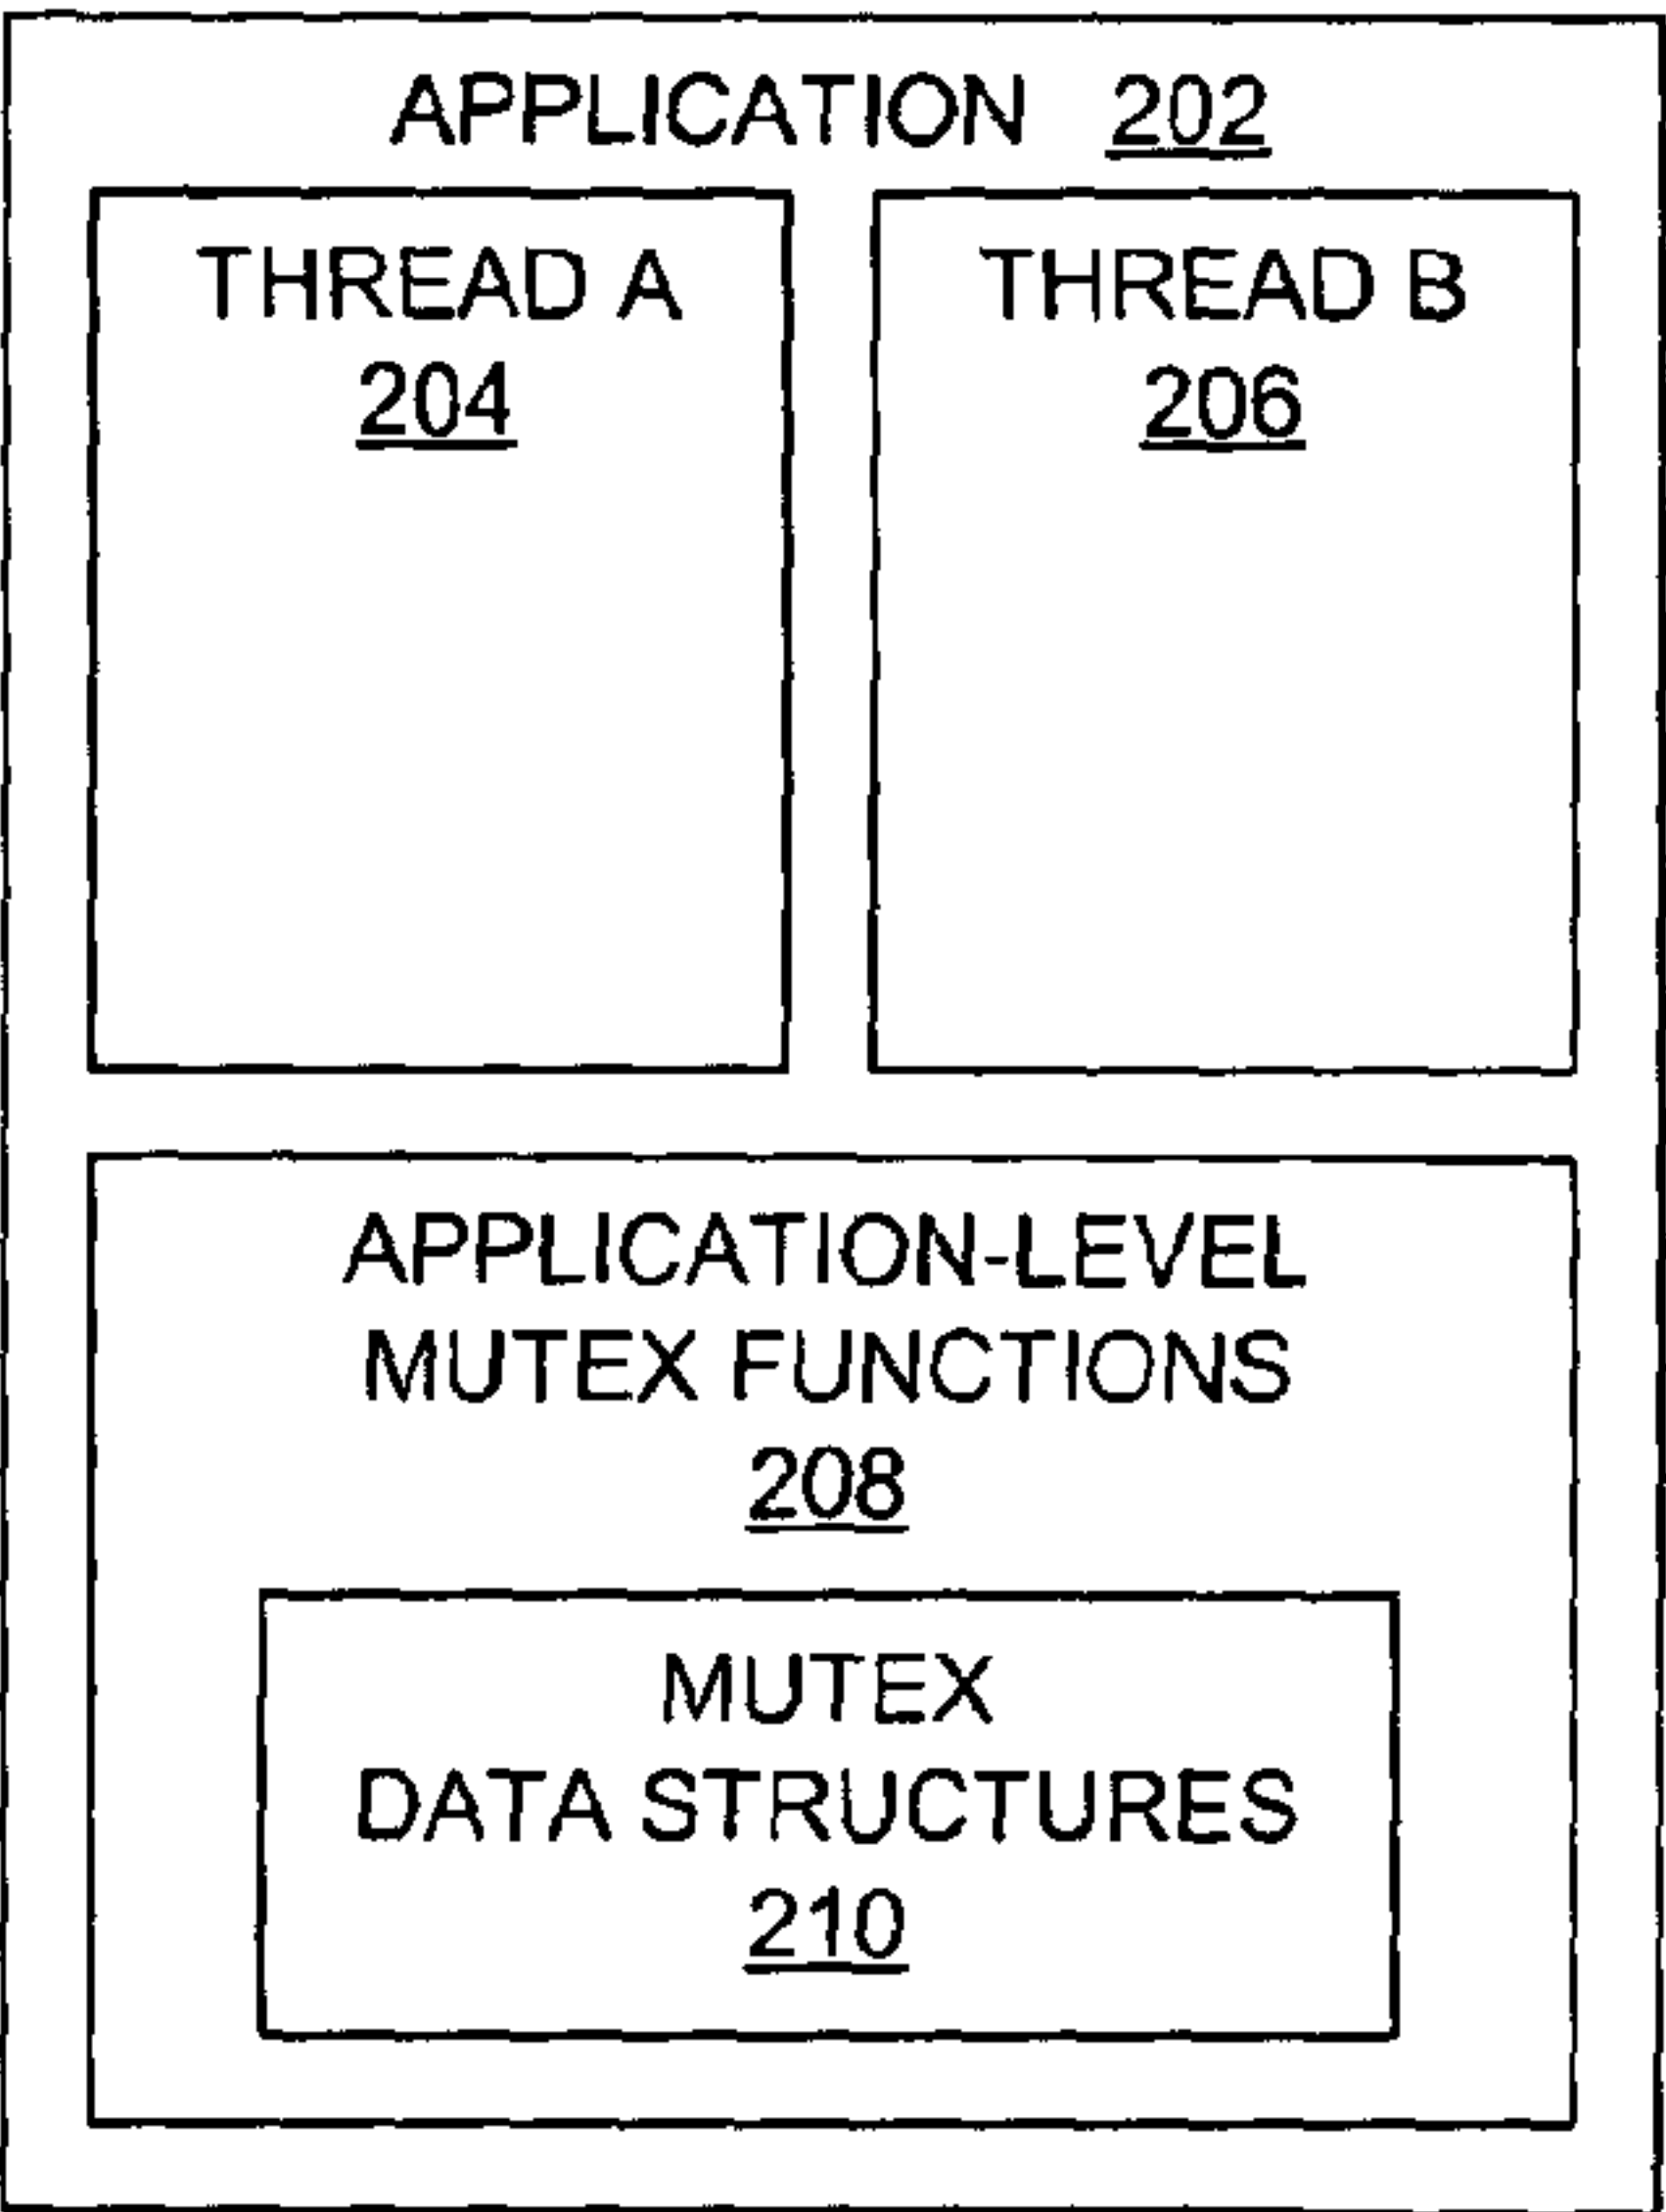 APPLICATION 202
THREAD A
204
THREAD B
206
APPLICATION-LEVEL
MUTEX FUNCTIONS
208
MUTEX
DATA STRUCTURES
210